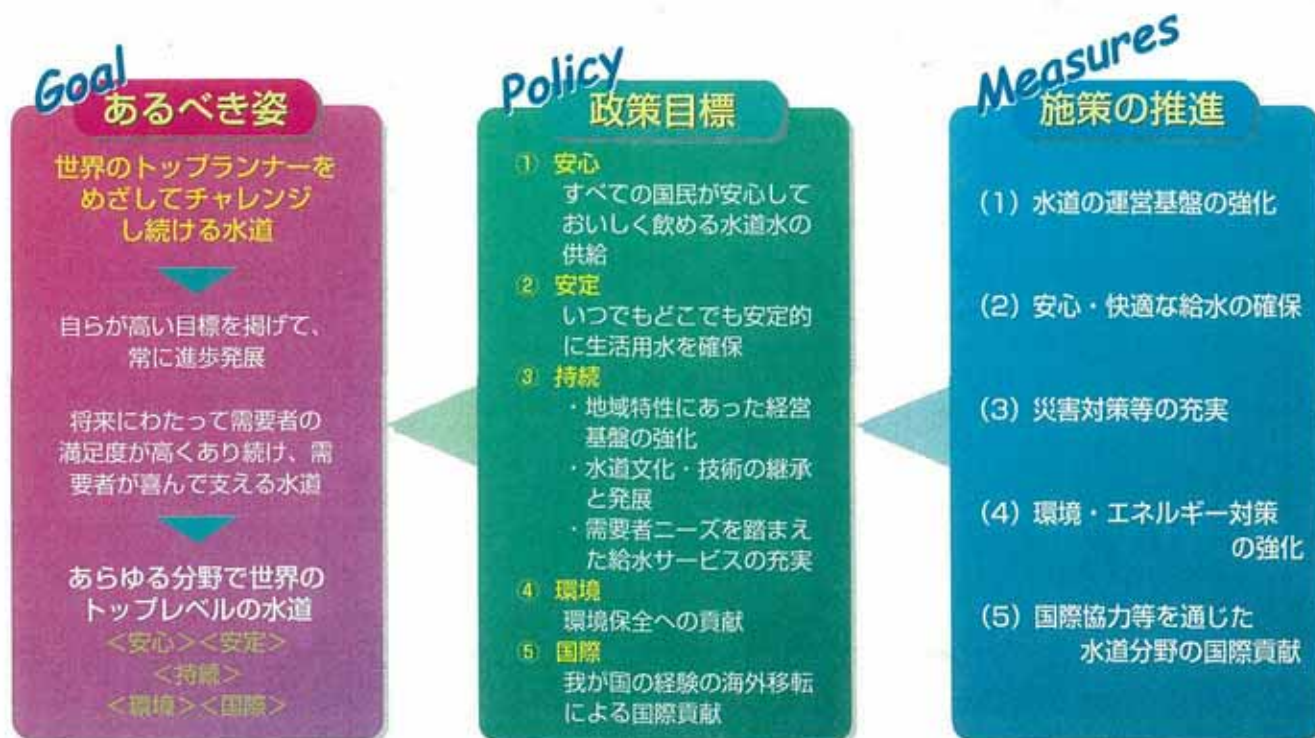 Goal
あるべき姿
世界のトップランナーを
めざしてチャレンジ
し続ける水道
自らが高い目標を掲げて、
常に進歩発展
将来にわたって需要者の
満足度が高くあり続け、需
要者が喜んで支える水道
あらゆる分野で世界の
トップレベルの水道
<安心><安定>
<持続>
<環境><国際>
Policy
政策目標
① 安心
すべての国民が安心して
おいしく飲める水道水の
供給
② 安定
いつでもどこでも安定的
に生活用水を確保
③ 持続
・地域特性にあった経営
基盤の強化
・水道文化・技術の継承
と発展
・需要者ニーズを踏まえ
た給水サービスの充実
④ 環境
環境保全への貢献
⑤ 国際
我が国の経験の海外移転
による国際貢献
Measures
施策の推進
(1) 水道の運営基盤の強化
(2) 安心・快適な給水の確保
(3) 災害対策等の充実
(4) 環境・エネルギー対策
の強化
(5) 国際協力等を通じた
水道分野の国際貢献